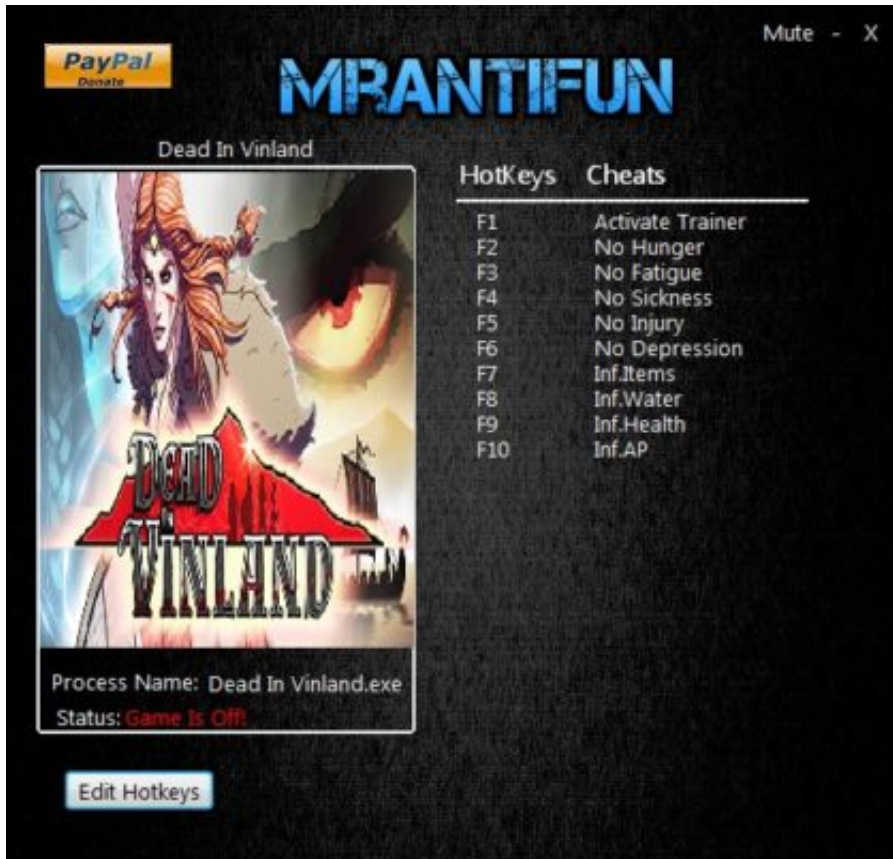 Mute - X
PayPal
Donate
MRANTIFUN
Dead In Vinland
HotKeys Cheats
F1 Activate Trainer
F2 No Hunger
F3 No Fatigue
F4 No Sickness
F5 No Injury
F6 No Depression
F7 Inf.Items
F8 Inf.Water
F9 Inf.Health
F10 Inf.AP
DEAD
IN
VINLAND
Process Name: Dead In Vinland.exe
Status: Game Is Off!
Edit Hotkeys